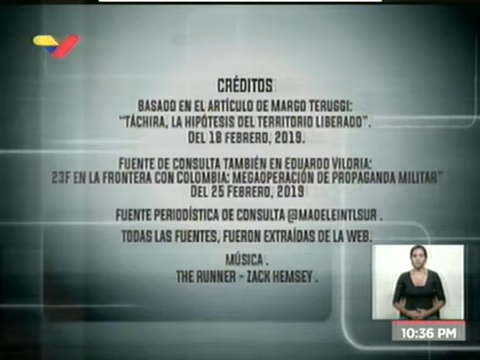 CRÉDITOS
BASADO EN EL ARTÍCULO DE MARGO TERUGGI:
"TÁCHIRA, LA HIPÓTESIS DEL TERRITORIO LIBERADO".
DEL 18 FEBRERO, 2019.
FUENTE DE CONSULTA TAMBIÉN EN EDUARDO VILORIA:
23F EN LA FRONTERA CON COLOMBIA: MEGAOPERACIÓN DE PROPAGANDA MILITAR"
DEL 25 FEBRERO, 2019
FUENTE PERIODÍSTICA DE CONSULTA @MADELEINTLSUR .
TODAS LAS FUENTES, FUERON EXTRAÍDAS DE LA WEB.
MÚSICA .
THE RUNNER - ZACK HEMSEY .
10:36 PM